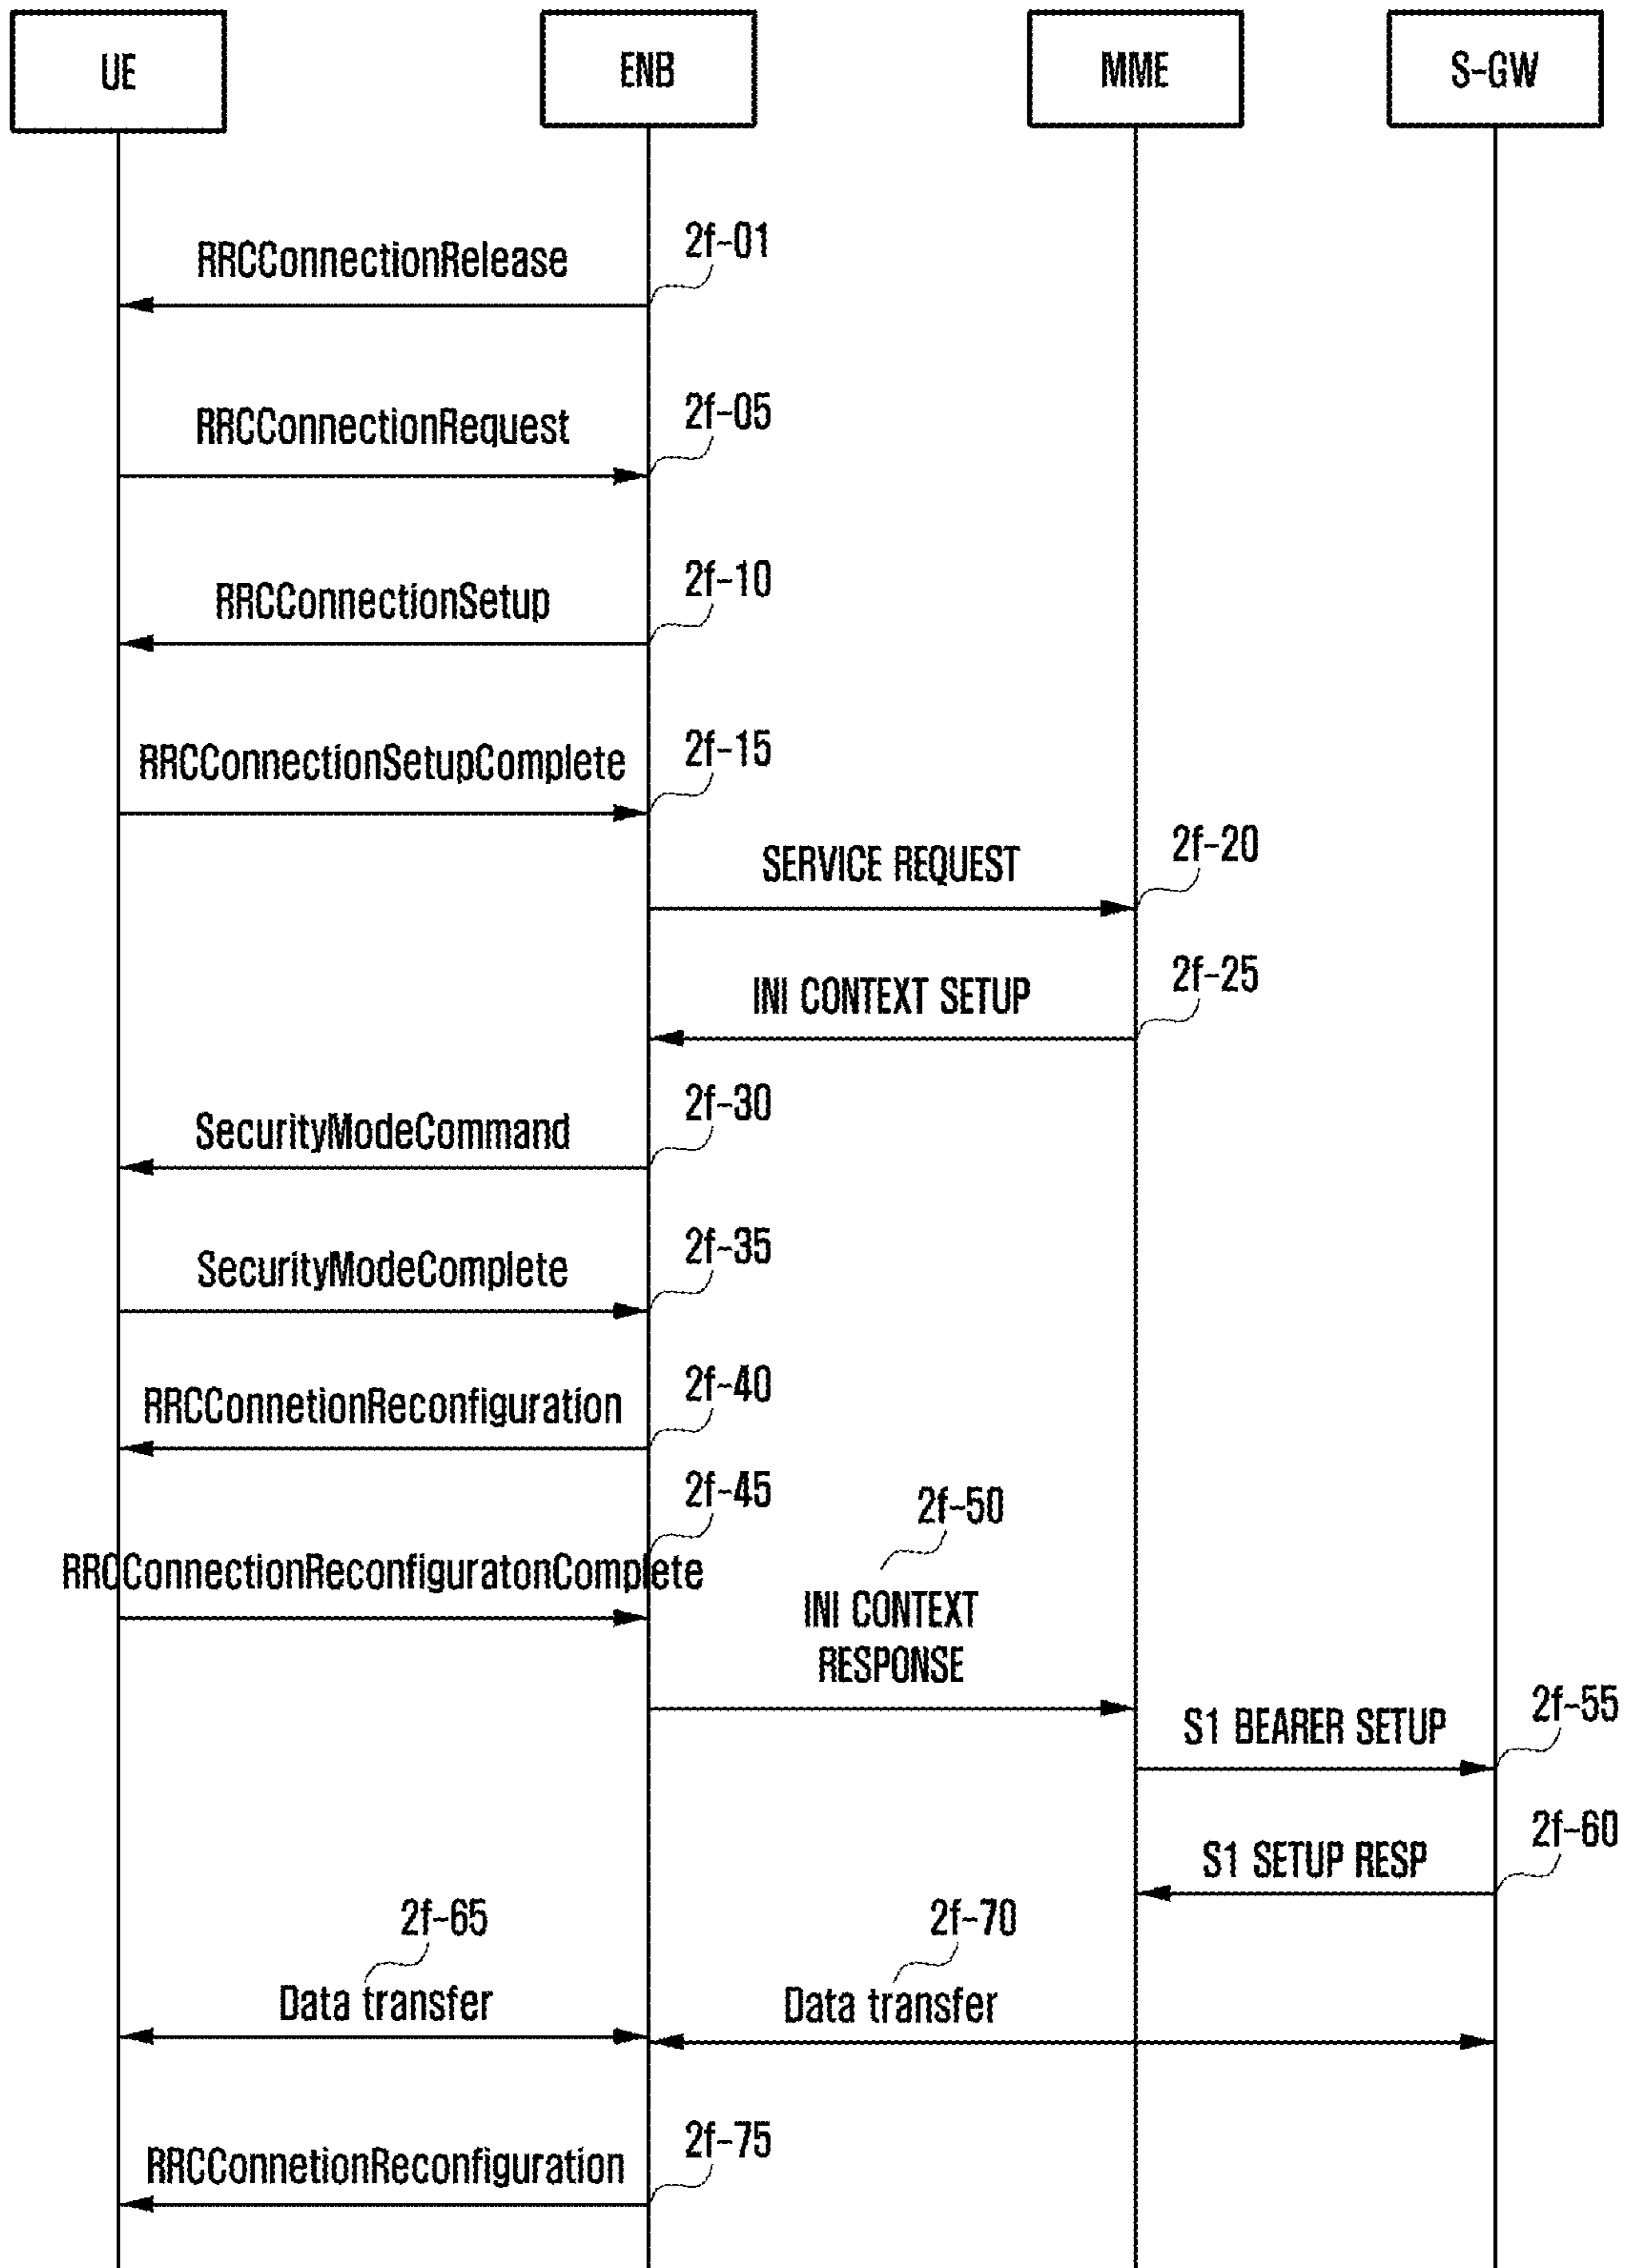 UE
ENB
MME
S-GW
2f-01
RRCConnectionRelease
2f-05
RRCConnectionRequest
2f-10
RRCConnectionSetup
2f-15
RRCConnectionSetupComplete
2f-20
SERVICE REQUEST
2f-25
INI CONTEXT SETUP
2f-30
SecurityModeCommand
2f-35
SecurityModeComplete
2f-40
RRCConnetionReconfiguration
2f-45
RRCConnectionReconfiguratonComplete
2f-50
INI CONTEXT
RESPONSE
2f-55
S1 BEARER SETUP
2f-60
S1 SETUP RESP
2f-65
Data transfer
2f-70
Data transfer
2f-75
RRCConnetionReconfiguration